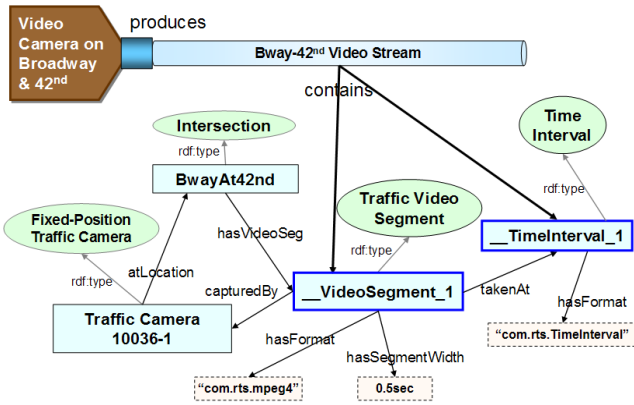 Video
Camera on
Broadway
& 42nd
produces
Bway-42nd Video Stream
contains
Time
Interval
Intersection
rdf:type
rdf:type
BwayAt42nd
Traffic Video
Segment
Fixed-Position
Traffic Camera
hasVideoSeg
rdf:type
__TimeInterval_1
rdf:type
atLocation
capturedBy
__VideoSegment_1
takenAt
Traffic Camera
10036-1
hasFormat
hasFormat
"com.rts.TimeInterval"
hasSegmentWidth
"com.rts.mpeg4"
0.5sec